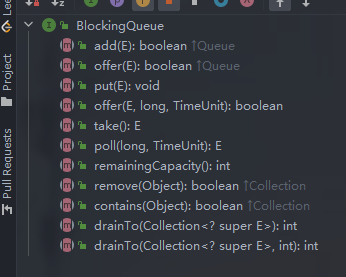 BlockingQueue
add(E): boolean ↑Queue
offer(E): boolean ↑Queue
put(E): void
offer(E, long, TimeUnit): boolean
take(): E
poll(long, TimeUnit): E
remainingCapacity(): int
remove(Object): boolean ↑Collection
contains(Object): boolean ↑Collection
drainTo(Collection<? super E>): int
drainTo(Collection<? super E>, int): int
Project
Pull Requests